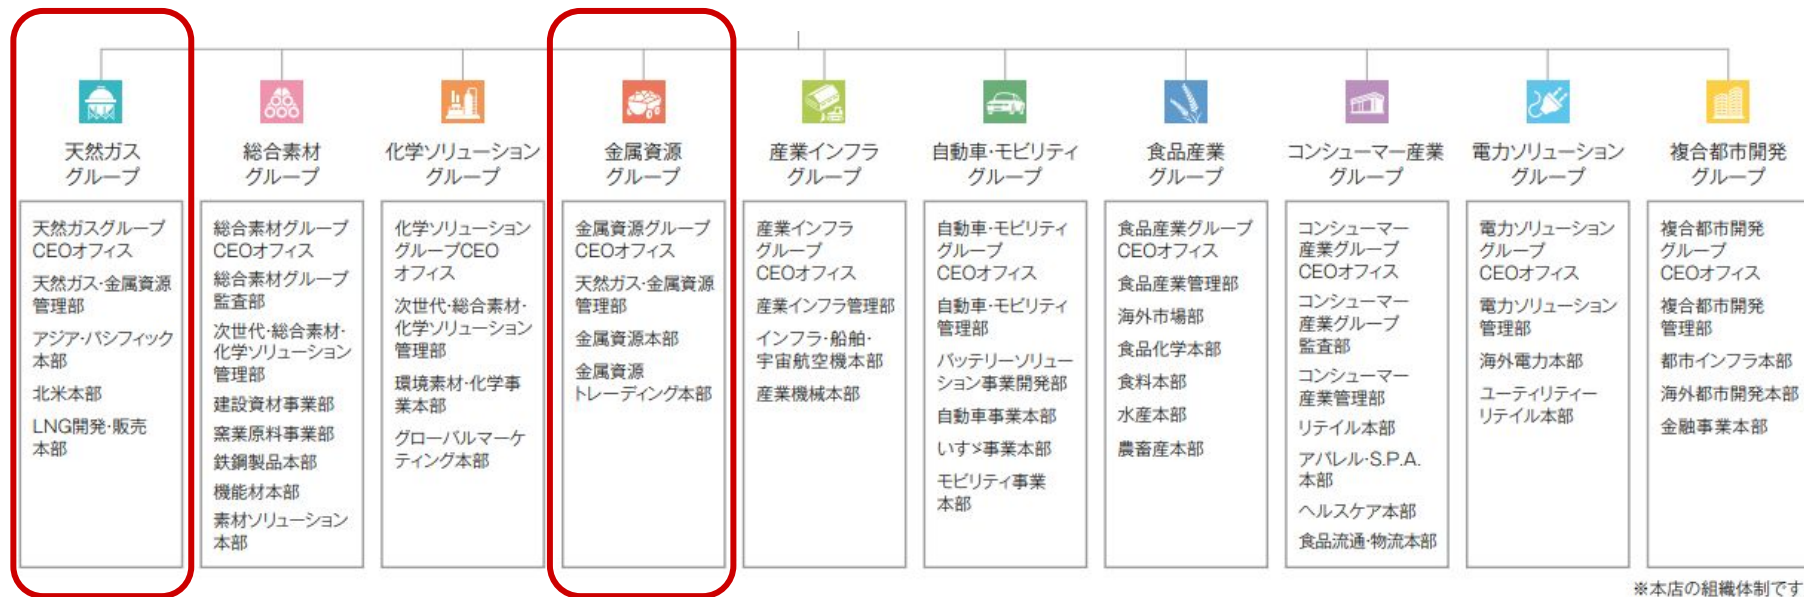 天然ガス
グループ
天然ガスグループ
CEOオフィス
天然ガス・金属資源
管理部
アジア・パシフィック
本部
北米本部
LNG開発・販売
本部
総合素材
グループ
総合素材グループ
CEOオフィス
総合素材グループ
監査部
次世代・総合素材・
化学ソリューション
管理部
建設資材事業部
窯業原料事業部
鉄鋼製品本部
機能材本部
素材ソリューション
本部
化学ソリューション
グループ
化学ソリューション
グループCEO
オフィス
次世代・総合素材・
化学ソリューション
管理部
環境素材・化学事
業本部
グローバルマーケ
ティング本部
金属資源
グループ
金属資源グループ
CEOオフィス
天然ガス・金属資源
管理部
金属資源本部
金属資源
トレーディング本部
産業インフラ
グループ
産業インフラ
グループ
CEOオフィス
産業インフラ管理部
インフラ・船舶・
宇宙航空機本部
産業機械本部
自動車・モビリティ
グループ
自動車・モビリティ
グループ
CEOオフィス
自動車・モビリティ
管理部
バッテリーソリュー
ション事業開発部
自動車事業本部
いすゞ事業本部
モビリティ事業
本部
食品産業
グループ
食品産業グループ
CEOオフィス
食品産業管理部
海外市場部
食品化学本部
食料本部
水産本部
農畜産本部
コンシューマー産業
グループ
コンシューマー
産業グループ
CEOオフィス
コンシューマー
産業グループ
監査部
コンシューマー
産業管理部
リテイル本部
アパレル・S.P.A.
本部
ヘルスケア本部
食品流通・物流本部
電力ソリューション
グループ
電力ソリューション
グループ
CEOオフィス
電力ソリューション
管理部
海外電力本部
ユーティリティー
リテイル本部
複合都市開発
グループ
複合都市開発
グループ
CEOオフィス
複合都市開発
管理部
都市インフラ本部
海外都市開発本部
金融事業本部
※本店の組織体制です